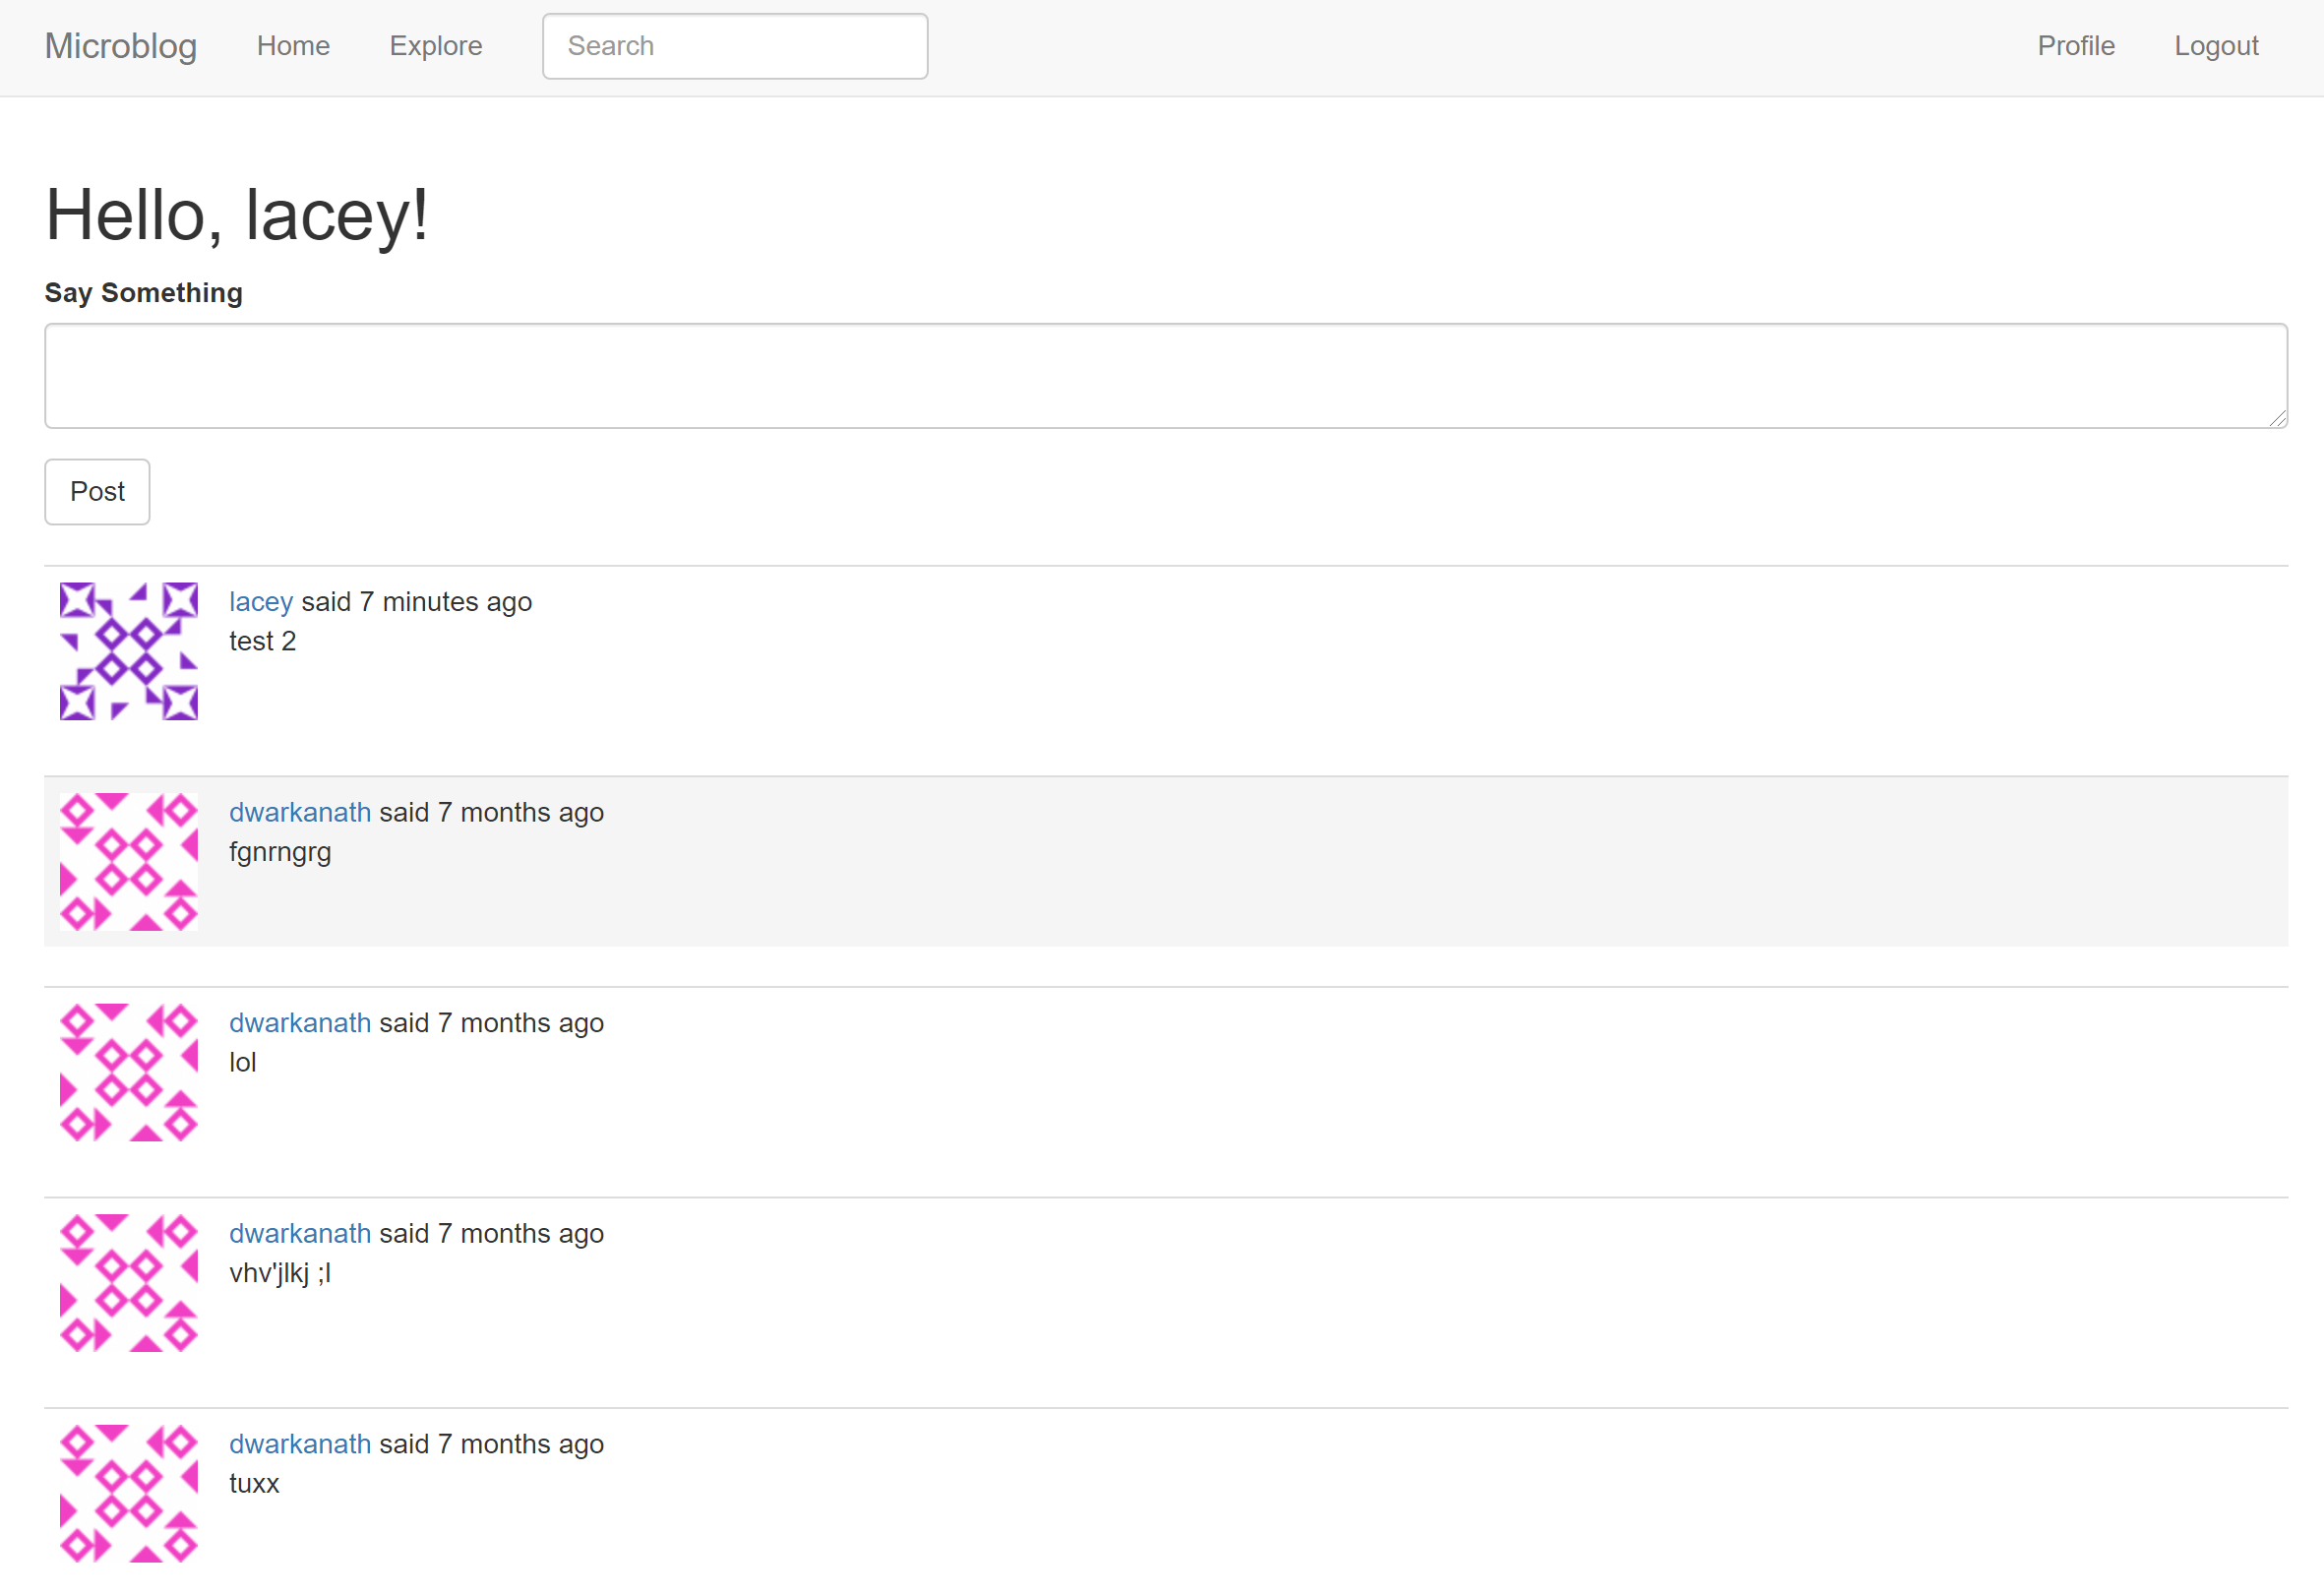 Microblog Home Explore Search Profile Logout
Hello, lacey!
Say Something
Post
lacey said 7 minutes ago
test 2
dwarkanath said 7 months ago
fgnrngrg
dwarkanath said 7 months ago
lol
dwarkanath said 7 months ago
vhv'jlkj ;l
dwarkanath said 7 months ago
tuxx